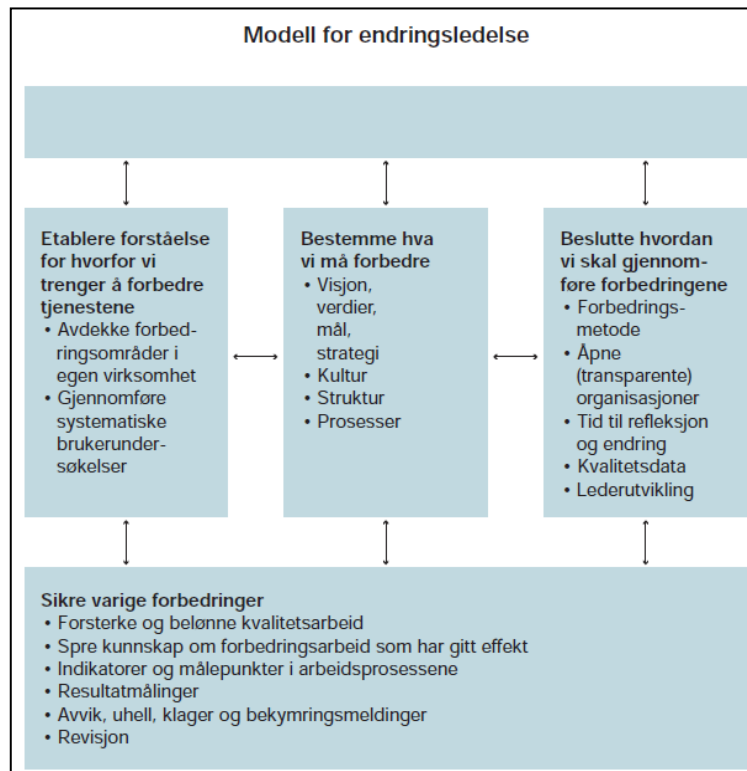 Modell for endringsledelse
Etablere forståelse
for hvorfor vi
trenger å forbedre
tjenestene
• Avdekke forbed-
ringsområder i
egen virksomhet
• Gjennomføre
systematiske
brukerunder-
søkelser
Bestemme hva
vi må forbedre
• Visjon,
verdier,
mål,
strategi
• Kultur
• Struktur
• Prosesser
Beslutte hvordan
vi skal gjennom-
føre forbedringene
• Forbedrings-
metode
• Åpne
(transparente)
organisasjoner
• Tid til refleksjon
og endring
• Kvalitetsdata
• Lederutvikling
Sikre varige forbedringer
• Forsterke og belønne kvalitetsarbeid
• Spre kunnskap om forbedringsarbeid som har gitt effekt
• Indikatorer og målepunkter i arbeidsprosessene
• Resultatmålinger
• Avvik, uhell, klager og bekymringsmeldinger
• Revisjon